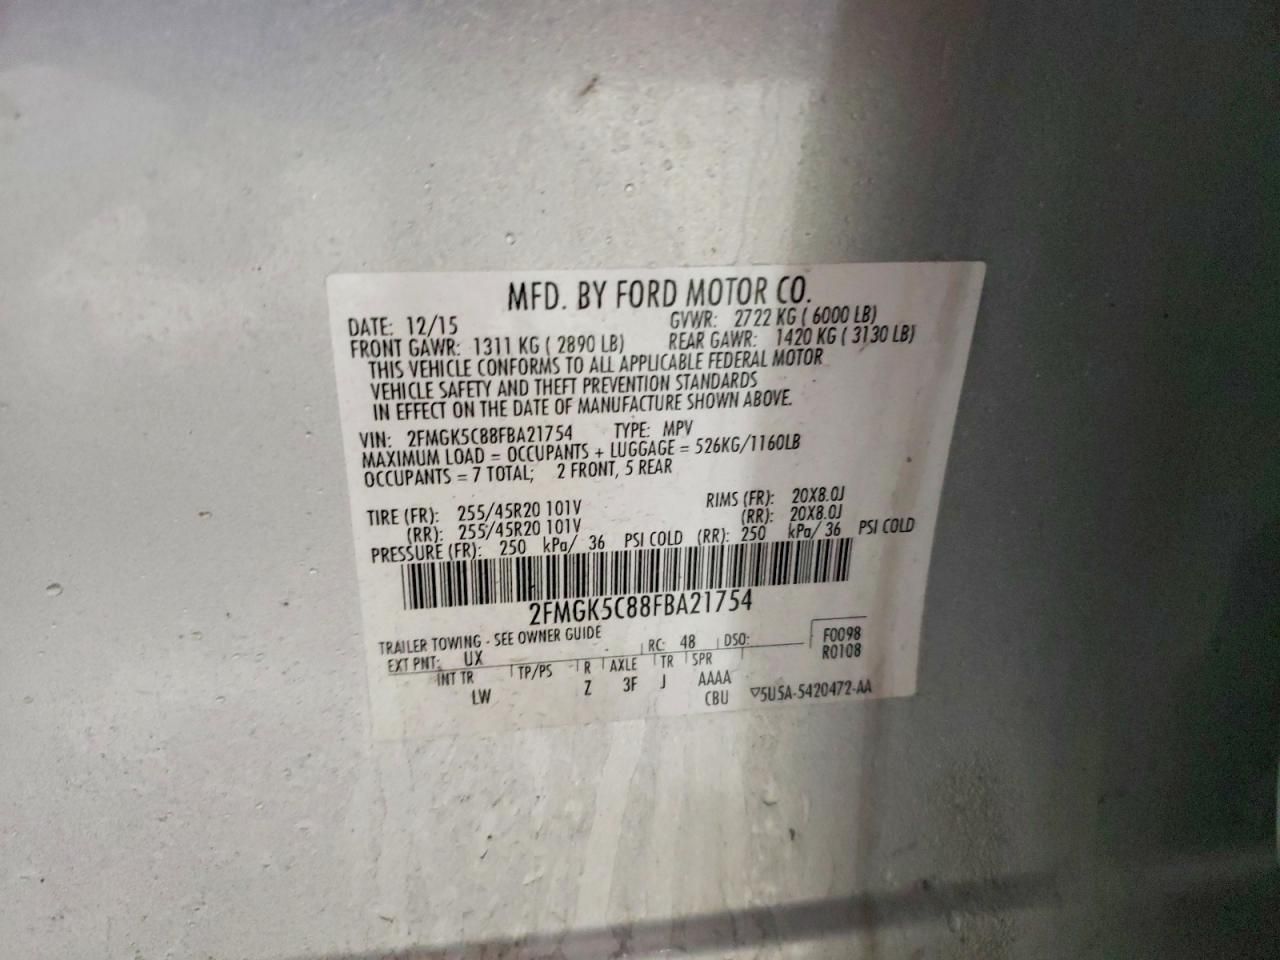 MFD. BY FORD MOTOR CO.
DATE: 12/15 GVWR: 2722 KG ( 6000 LB)
FRONT GAWR: 1311 KG ( 2890 LB) REAR GAWR: 1420 KG ( 3130 LB)
THIS VEHICLE CONFORMS TO ALL APPLICABLE FEDERAL MOTOR
VEHICLE SAFETY AND THEFT PREVENTION STANDARDS
IN EFFECT ON THE DATE OF MANUFACTURE SHOWN ABOVE.
VIN: 2FMGK5C88FBA21754 TYPE: MPV
MAXIMUM LOAD = OCCUPANTS + LUGGAGE = 526KG/1160LB
OCCUPANTS = 7 TOTAL; 2 FRONT, 5 REAR
TIRE (FR): 255/45R20 101V RIMS (FR): 20X8.0J
(RR): 255/45R20 101V (RR): 20X8.0J
PRESSURE (FR): 250 kPa/ 36 PSI COLD (RR): 250 kPa/ 36 PSI COLD
2FMGK5C88FBA21754
TRAILER TOWING - SEE OWNER GUIDE
EXT PNT: UX RC: 48 DSO: F0098
R0108
INT TR TP/PS R AXLE TR SPR
LW Z 3F J AAAA
CBU ▽5U5A-5420472-AA